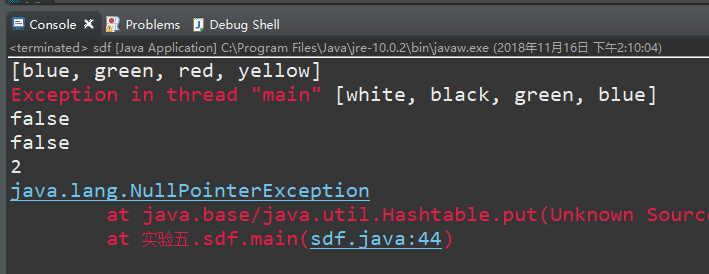 Console Problems Debug Shell
<terminated> sdf [Java Application] C:\Program Files\Java\jre-10.0.2\bin\javaw.exe (2018年11月16日 下午2:10:04)
[blue, green, red, yellow]
Exception in thread "main" [white, black, green, blue]
false
false
2
java.lang.NullPointerException
at java.base/java.util.Hashtable.put(Unknown Sourc
at 实验五.sdf.main(sdf.java:44)